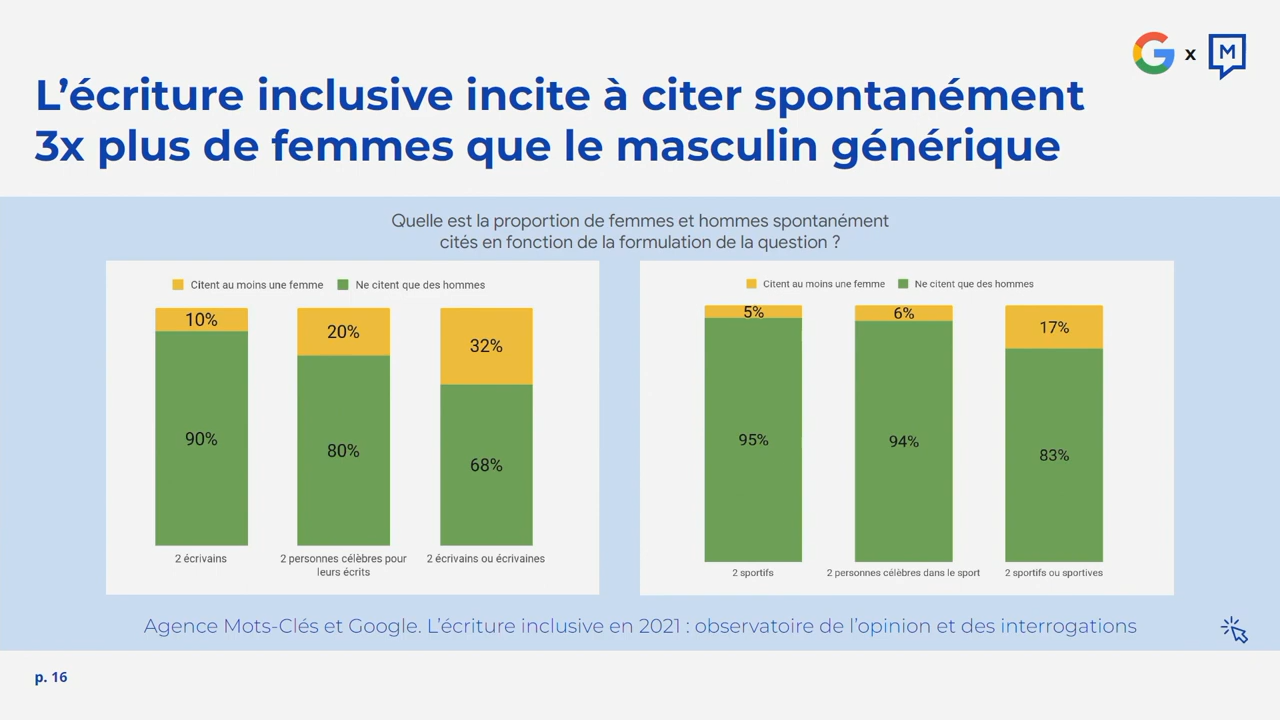 G x M
L'écriture inclusive incite à citer spontanément
3x plus de femmes que le masculin générique
Quelle est la proportion de femmes et hommes spontanément
cités en fonction de la formulation de la question ?
Citent au moins une femme Ne citent que des hommes
10% 20% 32%
90% 80% 68%
2 écrivains 2 personnes célèbres pour 2 écrivains ou écrivaines
leurs écrits
Citent au moins une femme Ne citent que des hommes
5% 6% 17%
95% 94% 83%
2 sportifs 2 personnes célèbres dans le sport 2 sportifs ou sportives
Agence Mots-Clés et Google. L'écriture inclusive en 2021 : observatoire de l'opinion et des interrogations
p. 16